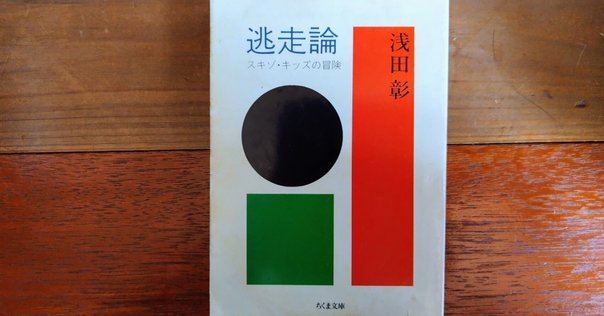 逃走論
スキゾ・キッズの冒険
浅田 彰
ちくま文庫